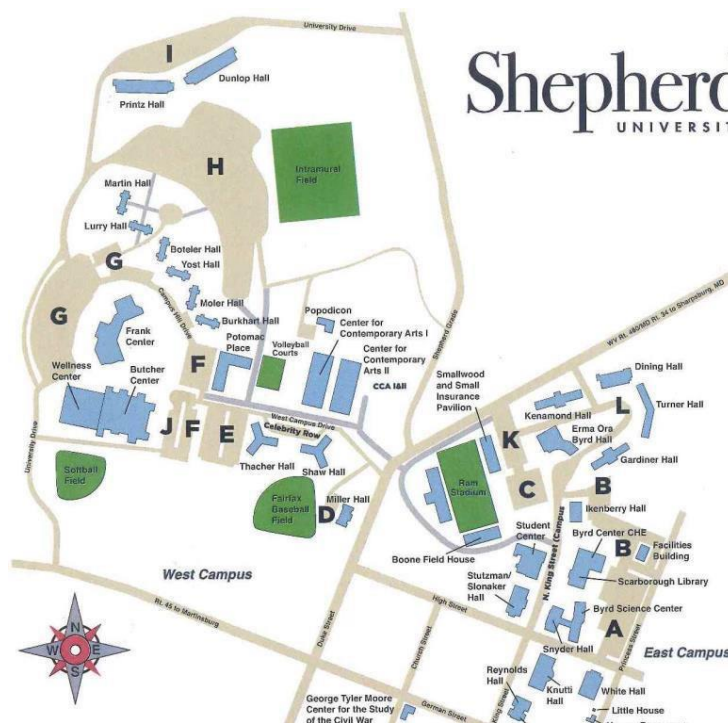 University Drive
I
Dunlop Hall
Printz Hall
Shepherd
UNIVERSIT
H
Intramural
Field
Martin Hall
Lurry Hall
Boteler Hall
G
Yost Hall
Moler Hall
Campus Hill Drive
Burkhart Hall
G
Frank
Center
Potomac
Place
Popodicon
Center for
Contemporary Arts I
Volleyball
Courts
Center for
Contemporary
Arts II
CCA I&II
Shepherd Grade
WV Rt. 480/MD Rt. 34 to Sharpsburg, MD
Wellness
Center
Butcher
Center
F
J
F
E
West Campus Drive
Celebrity Row
Thacher Hall
Shaw Hall
University Drive
Softball
Field
Fairfax
Baseball
Field
D
Miller Hall
Smallwood
and Small
Insurance
Pavilion
Dining Hall
Turner Hall
L
Kenamond Hall
K
Erma Ora
Byrd Hall
Gardiner Hall
C
Ram
Stadium
B
Ikenberry Hall
Boone Field House
Student
Center
N. King Street (Campus
Byrd Center CHE
B
Facilities
Building
Scarborough Library
Stutzman/
Slonaker
Hall
Byrd Science Center
A
Snyder Hall
Princess Street
East Campus
West Campus
Rt. 45 to Martinsburg
High Street
Duke Street
Church Street
German Street
King Street
N
W
E
S
Reynolds
Hall
Knutti
Hall
White Hall
Little House
George Tyler Moore
Center for the Study
of the Civil War